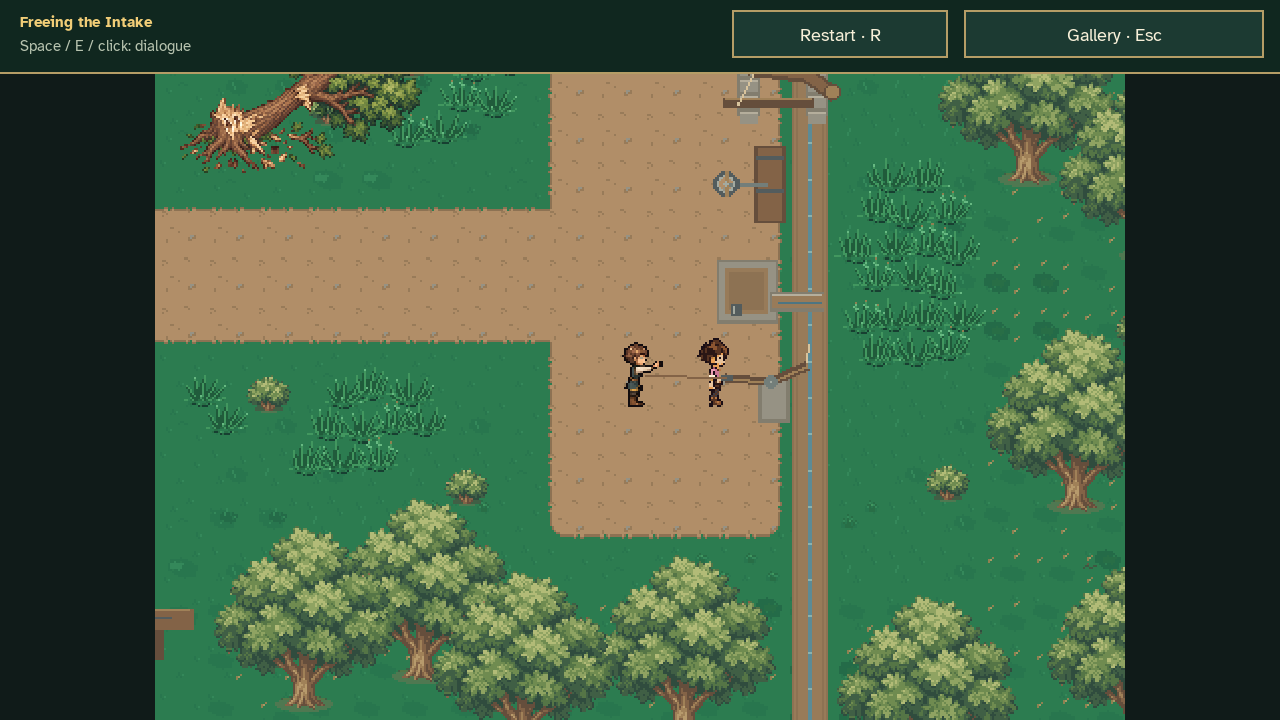 Freeing the Intake
Space / E / click: dialogue
Restart · R
Gallery · Esc